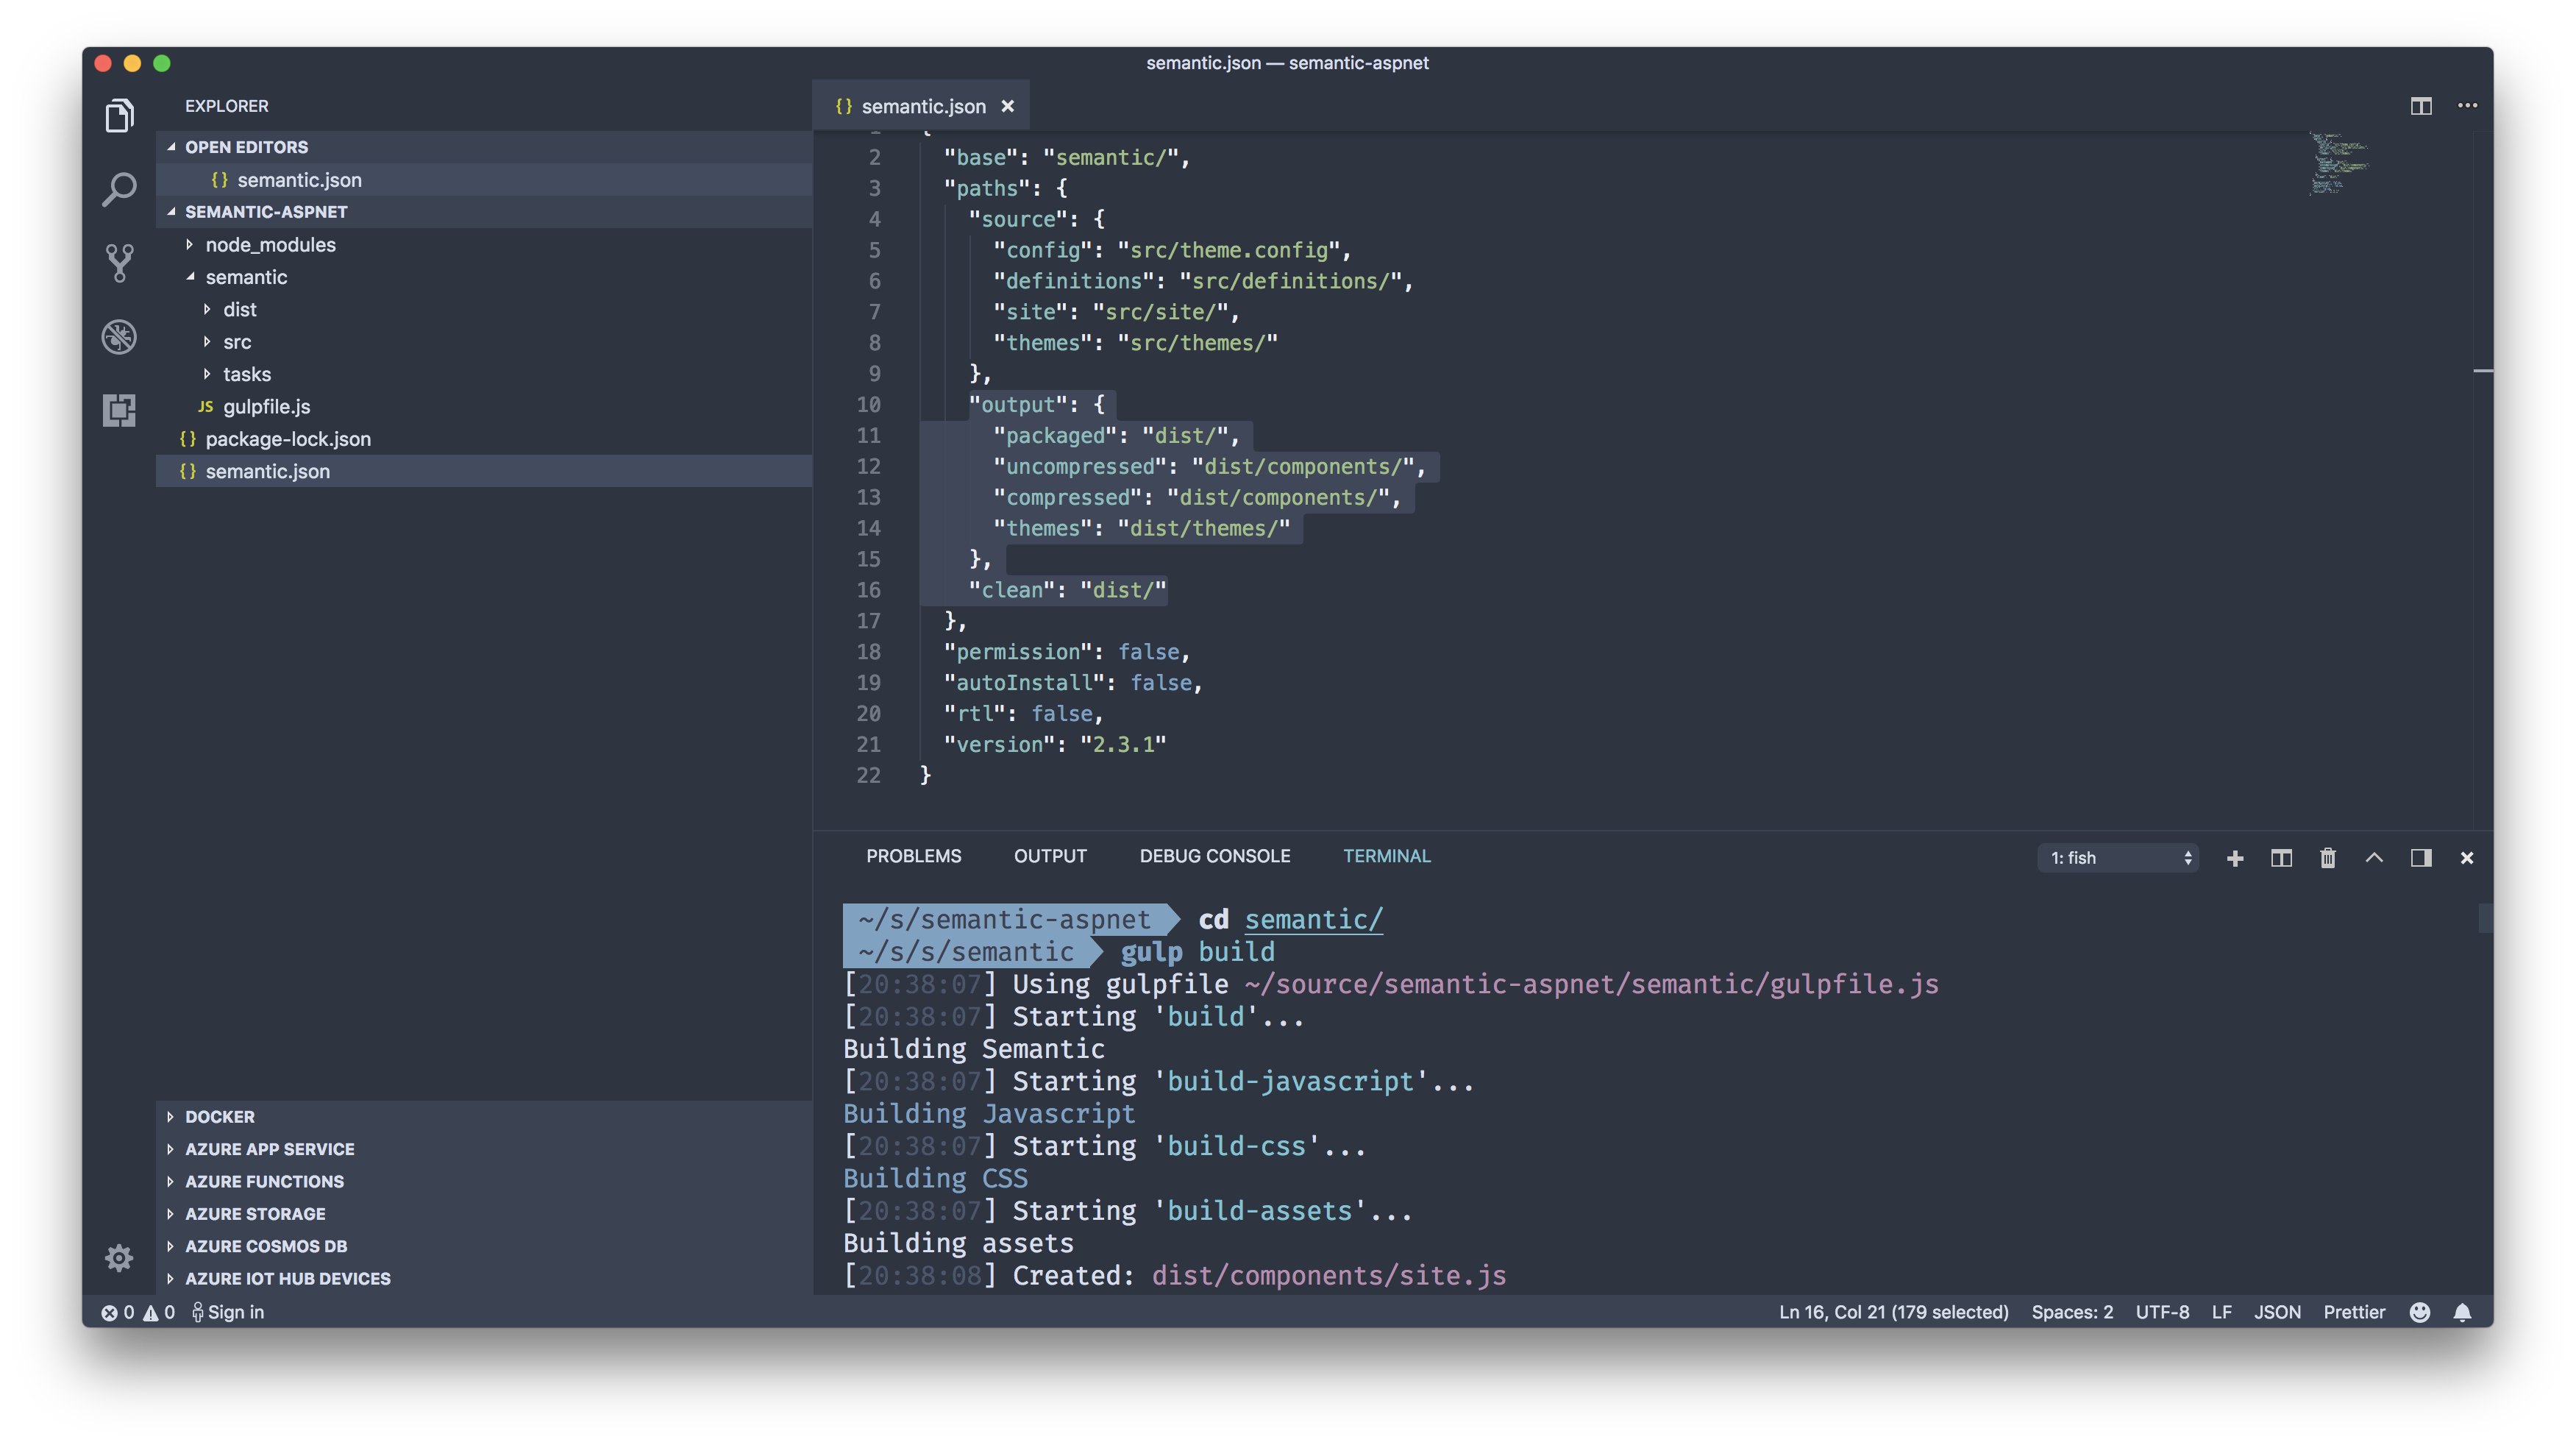 semantic.json — semantic-aspnet
EXPLORER
OPEN EDITORS
{} semantic.json
SEMANTIC-ASPNET
node_modules
semantic
dist
src
tasks
JS gulpfile.js
{} package-lock.json
{} semantic.json
DOCKER
AZURE APP SERVICE
AZURE FUNCTIONS
AZURE STORAGE
AZURE COSMOS DB
AZURE IOT HUB DEVICES
{} semantic.json ×
1 {
2 "base": "semantic/",
3 "paths": {
4 "source": {
5 "config": "src/theme.config",
6 "definitions": "src/definitions/",
7 "site": "src/site/",
8 "themes": "src/themes/"
9 },
10 "output": {
11 "packaged": "dist/",
12 "uncompressed": "dist/components/",
13 "compressed": "dist/components/",
14 "themes": "dist/themes/"
15 },
16 "clean": "dist/"
17 },
18 "permission": false,
19 "autoInstall": false,
20 "rtl": false,
21 "version": "2.3.1"
22 }
PROBLEMS OUTPUT DEBUG CONSOLE TERMINAL 1: fish
~/s/semantic-aspnet cd semantic/
~/s/s/semantic gulp build
[20:38:07] Using gulpfile ~/source/semantic-aspnet/semantic/gulpfile.js
[20:38:07] Starting 'build'...
Building Semantic
[20:38:07] Starting 'build-javascript'...
Building Javascript
[20:38:07] Starting 'build-css'...
Building CSS
[20:38:07] Starting 'build-assets'...
Building assets
[20:38:08] Created: dist/components/site.js
0 0 Sign in Ln 16, Col 21 (179 selected) Spaces: 2 UTF-8 LF JSON Prettier